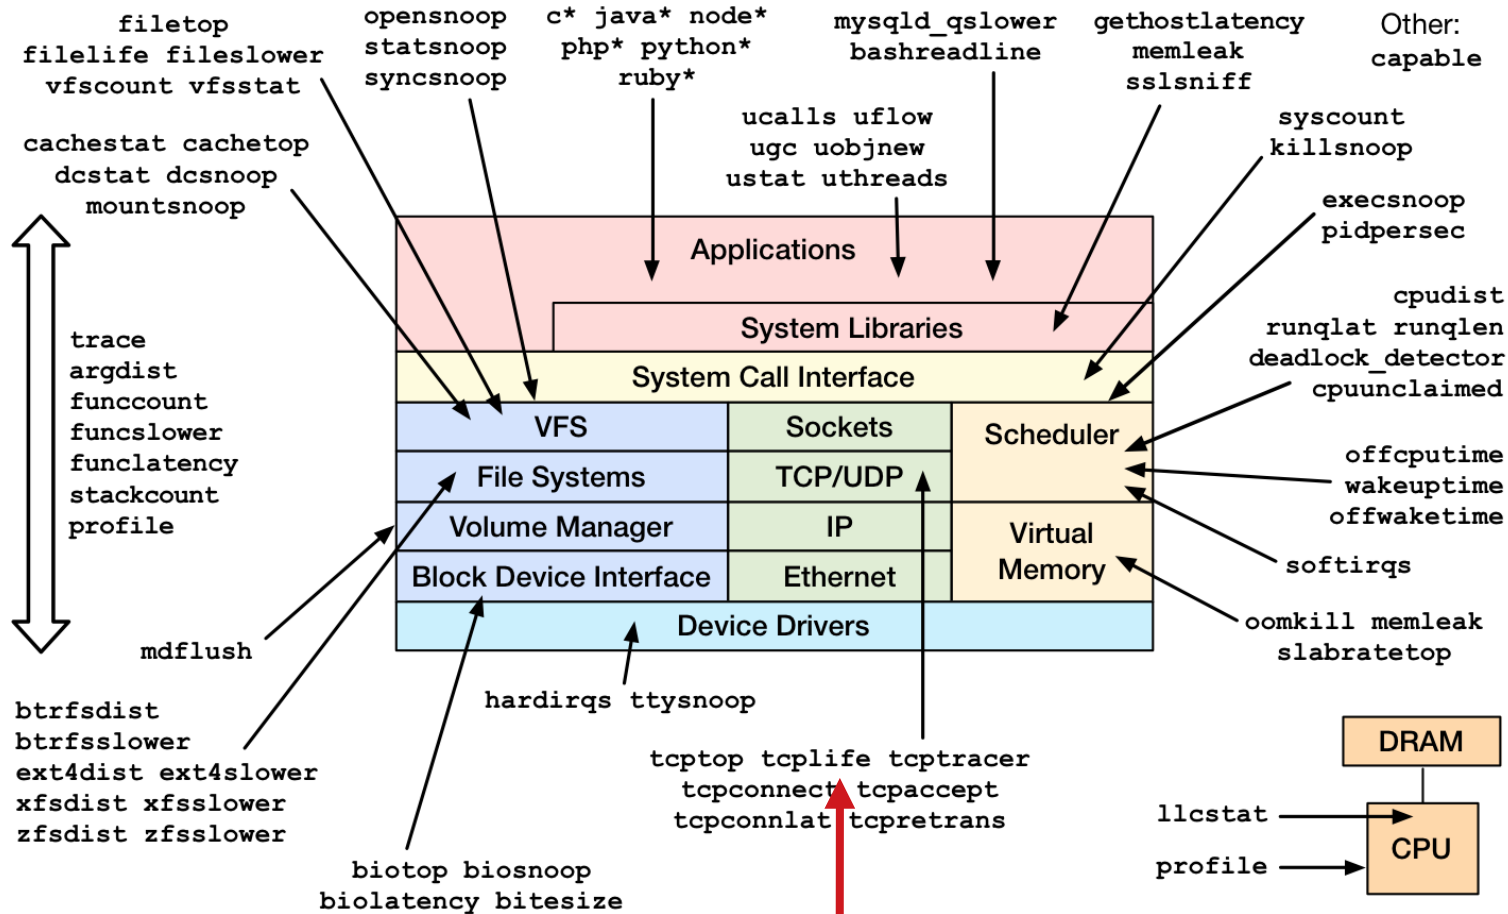 filetop
filelife fileslower
vfscount vfsstat
opensnoop
statsnoop
syncsnoop
c* java* node*
php* python*
ruby*
mysqld_qslower
bashreadline
gethostlatency
memleak
sslsniff
Other:
capable
ucalls uflow
ugc uobjnew
ustat uthreads
syscount
killsnoop
cachestat cachetop
dcstat dcsnoop
mountsnoop
execsnoop
pidpersec
Applications
System Libraries
System Call Interface
VFS
Sockets
Scheduler
File Systems
TCP/UDP
Volume Manager
IP
Virtual
Memory
Block Device Interface
Ethernet
Device Drivers
trace
argdist
funccount
funcslower
funclatency
stackcount
profile
cpudist
runqlat runqlen
deadlock_detector
cpuunclaimed
offcputime
wakeuptime
offwaketime
softirqs
oomkill memleak
slabratetop
mdflush
hardirqs ttysnoop
btrfsdist
btrfsslower
ext4dist ext4slower
xfsdist xfsslower
zfsdist zfsslower
tcptop tcplife tcptracer
tcpconnect tcpaccept
tcpconnlat tcpretrans
biotop biosnoop
biolatency bitesize
DRAM
llcstat
CPU
profile